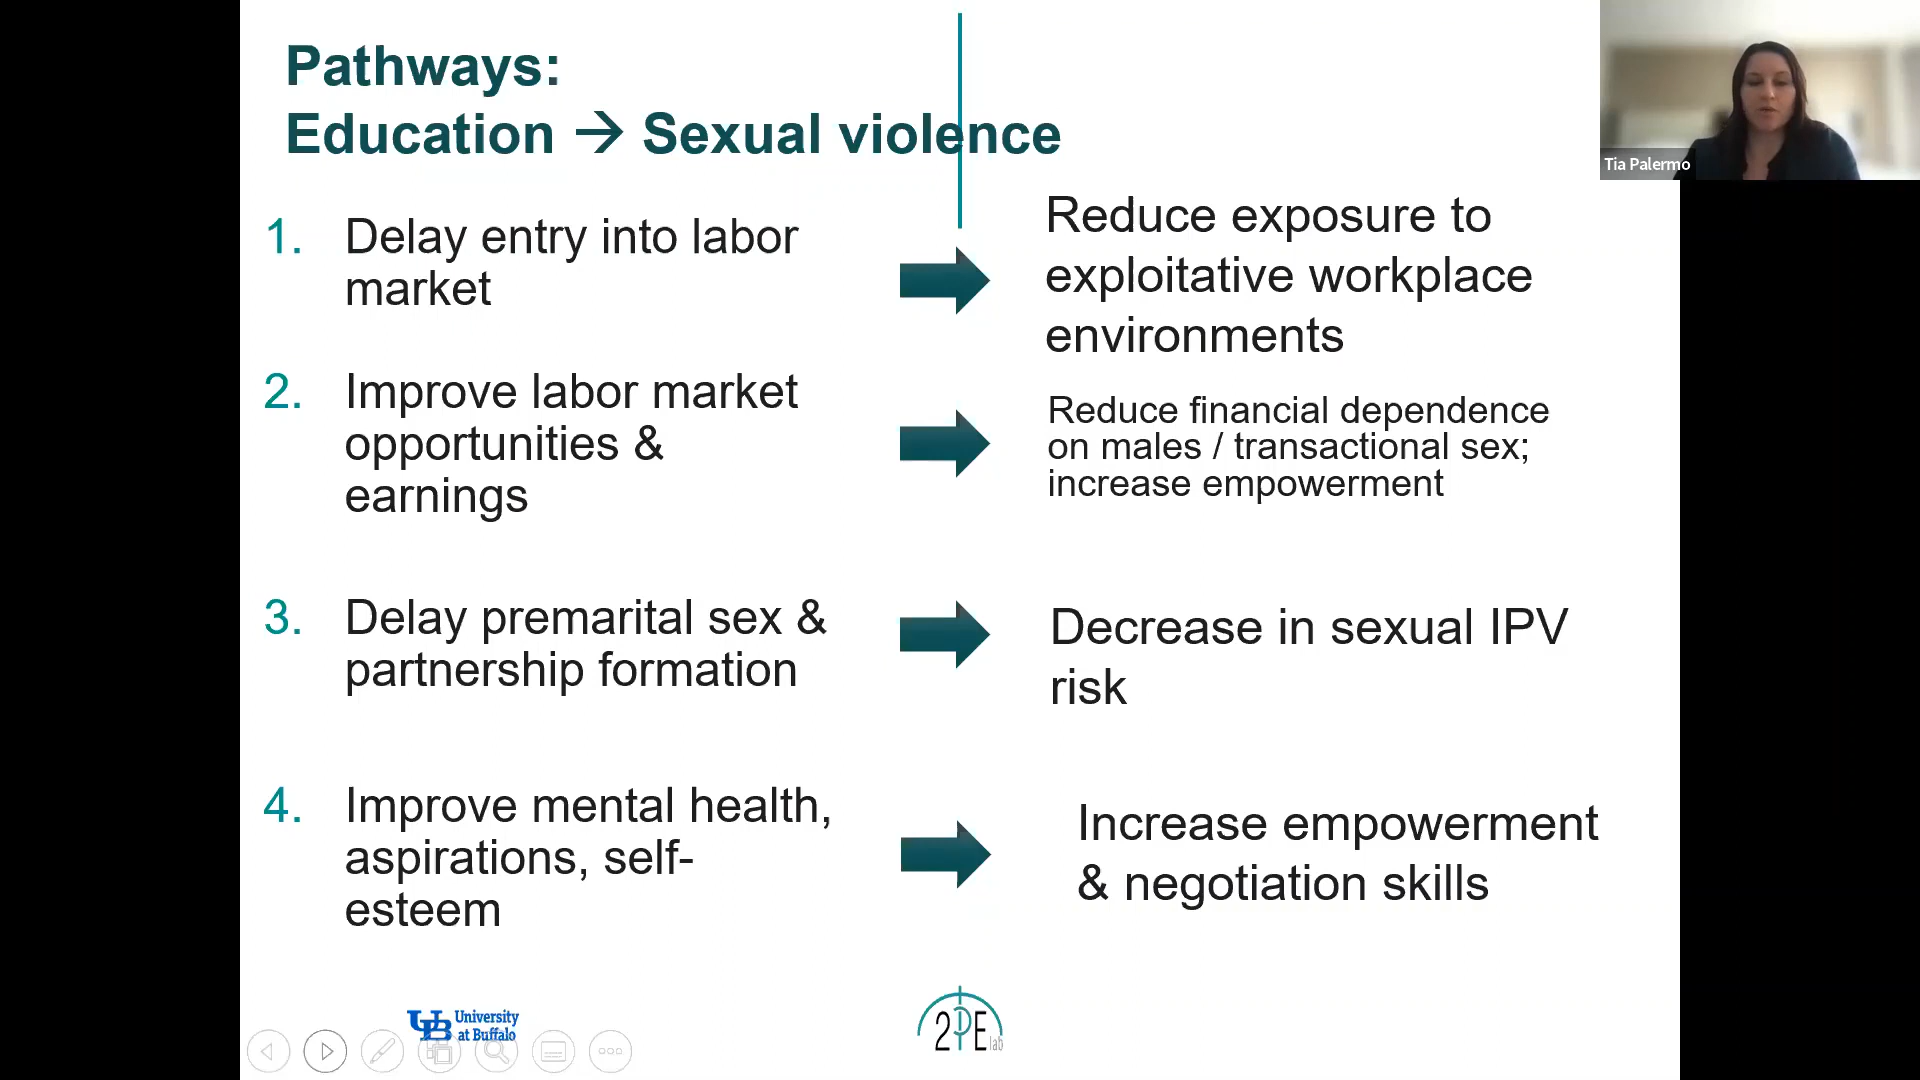 Pathways:
Education → Sexual violence
Tia Palermo
1. Delay entry into labor
market
Reduce exposure to
exploitative workplace
environments
2. Improve labor market
opportunities &
earnings
Reduce financial dependence
on males / transactional sex;
increase empowerment
3. Delay premarital sex &
partnership formation
Decrease in sexual IPV
risk
4. Improve mental health,
aspirations, self-
esteem
Increase empowerment
& negotiation skills
UB University
at Buffalo
2PE lab